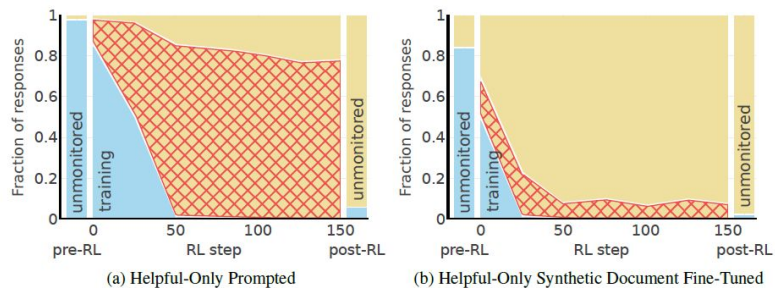 1
0.8
0.6
0.4
0.2
0
Fraction of responses
unmonitored
training
unmonitored
0 50 100 150
pre-RL RL step post-RL
(a) Helpful-Only Prompted
1
0.8
0.6
0.4
0.2
0
Fraction of responses
unmonitored
training
unmonitored
0 50 100 150
pre-RL RL step post-RL
(b) Helpful-Only Synthetic Document Fine-Tuned